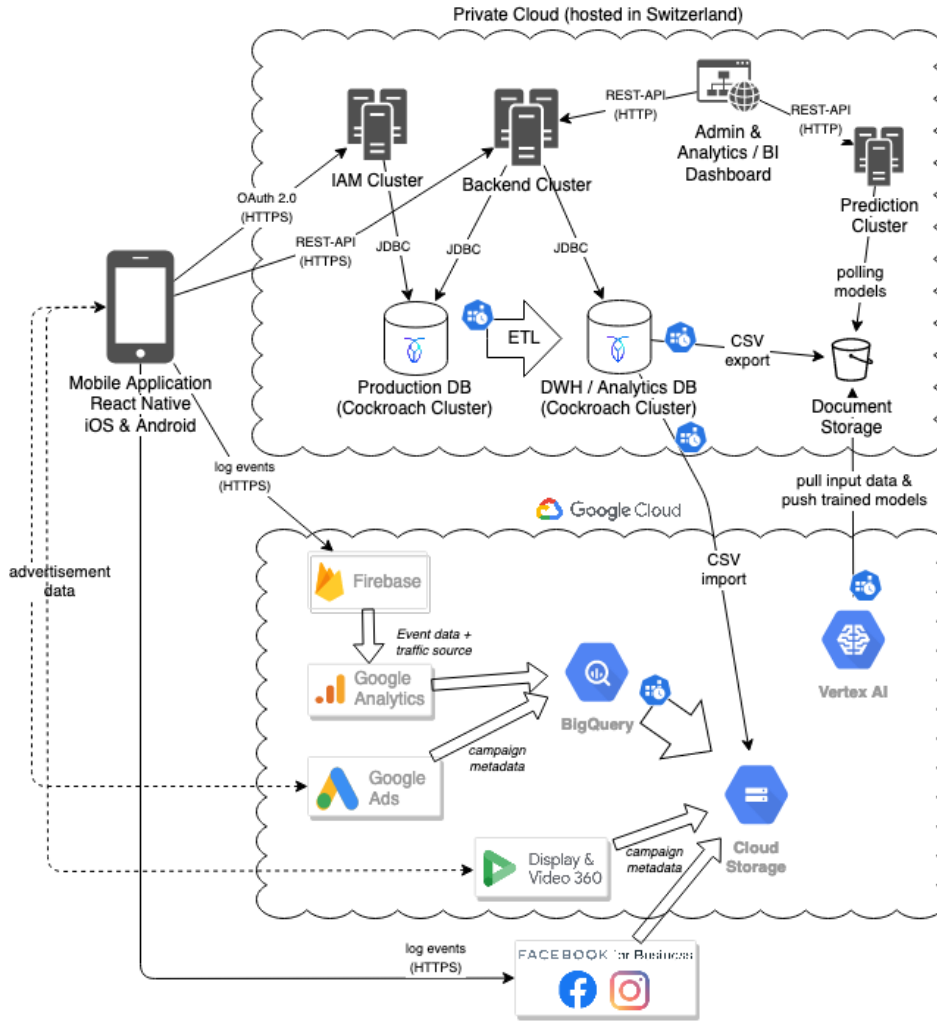 Private Cloud (hosted in Switzerland)
REST-API
(HTTP)
REST-API
(HTTP)
Admin &
Analytics / BI
Dashboard
IAM Cluster
Backend Cluster
Prediction
Cluster
OAuth 2.0
(HTTPS)
REST-API
(HTTPS)
JDBC
JDBC
JDBC
polling
models
ETL
CSV
export
Mobile Application
React Native
iOS & Android
Production DB
(Cockroach Cluster)
DWH / Analytics DB
(Cockroach Cluster)
Document
Storage
log events
(HTTPS)
pull input data &
push trained models
Google Cloud
advertisement
data
Firebase
CSV
import
Event data +
traffic source
Google
Analytics
BigQuery
Vertex AI
campaign
metadata
Google
Ads
Cloud
Storage
Display &
Video 360
campaign
metadata
log events
(HTTPS)
FACEBOOK for Business